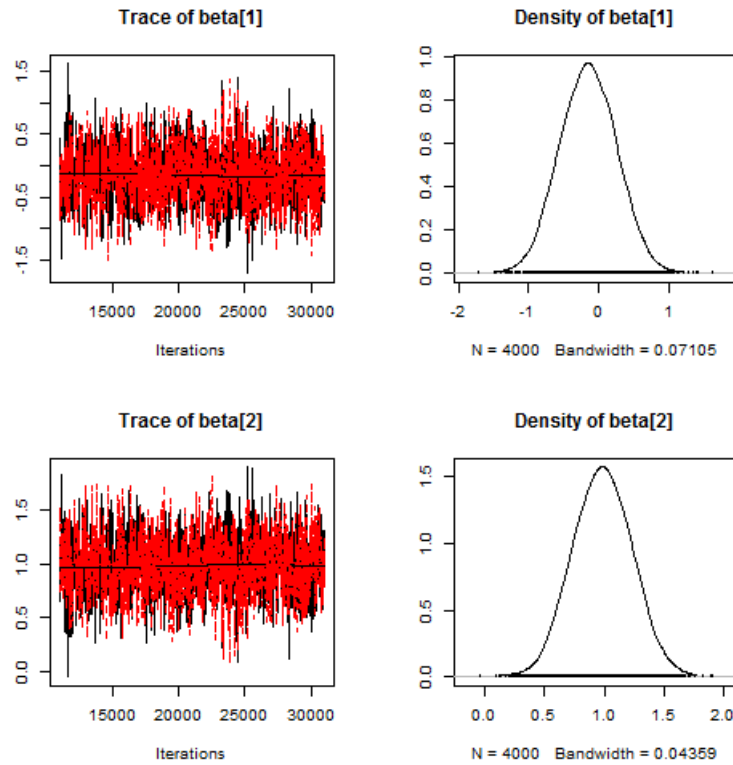 Trace of beta[1]
1.5
0.5
-0.5
-1.5
15000 20000 25000 30000
Iterations
Density of beta[1]
1.0
0.8
0.6
0.4
0.2
0.0
-2 -1 0 1
N = 4000 Bandwidth = 0.07105
Trace of beta[2]
1.5
1.0
0.5
0.0
15000 20000 25000 30000
Iterations
Density of beta[2]
1.5
1.0
0.5
0.0
0.0 0.5 1.0 1.5 2.0
N = 4000 Bandwidth = 0.04359